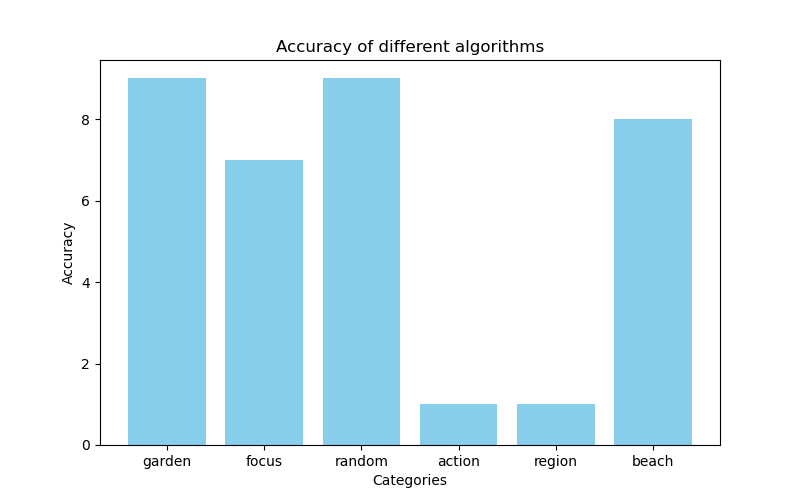 Accuracy of different algorithms
Accuracy
8
6
4
2
0
garden focus random action region beach
Categories